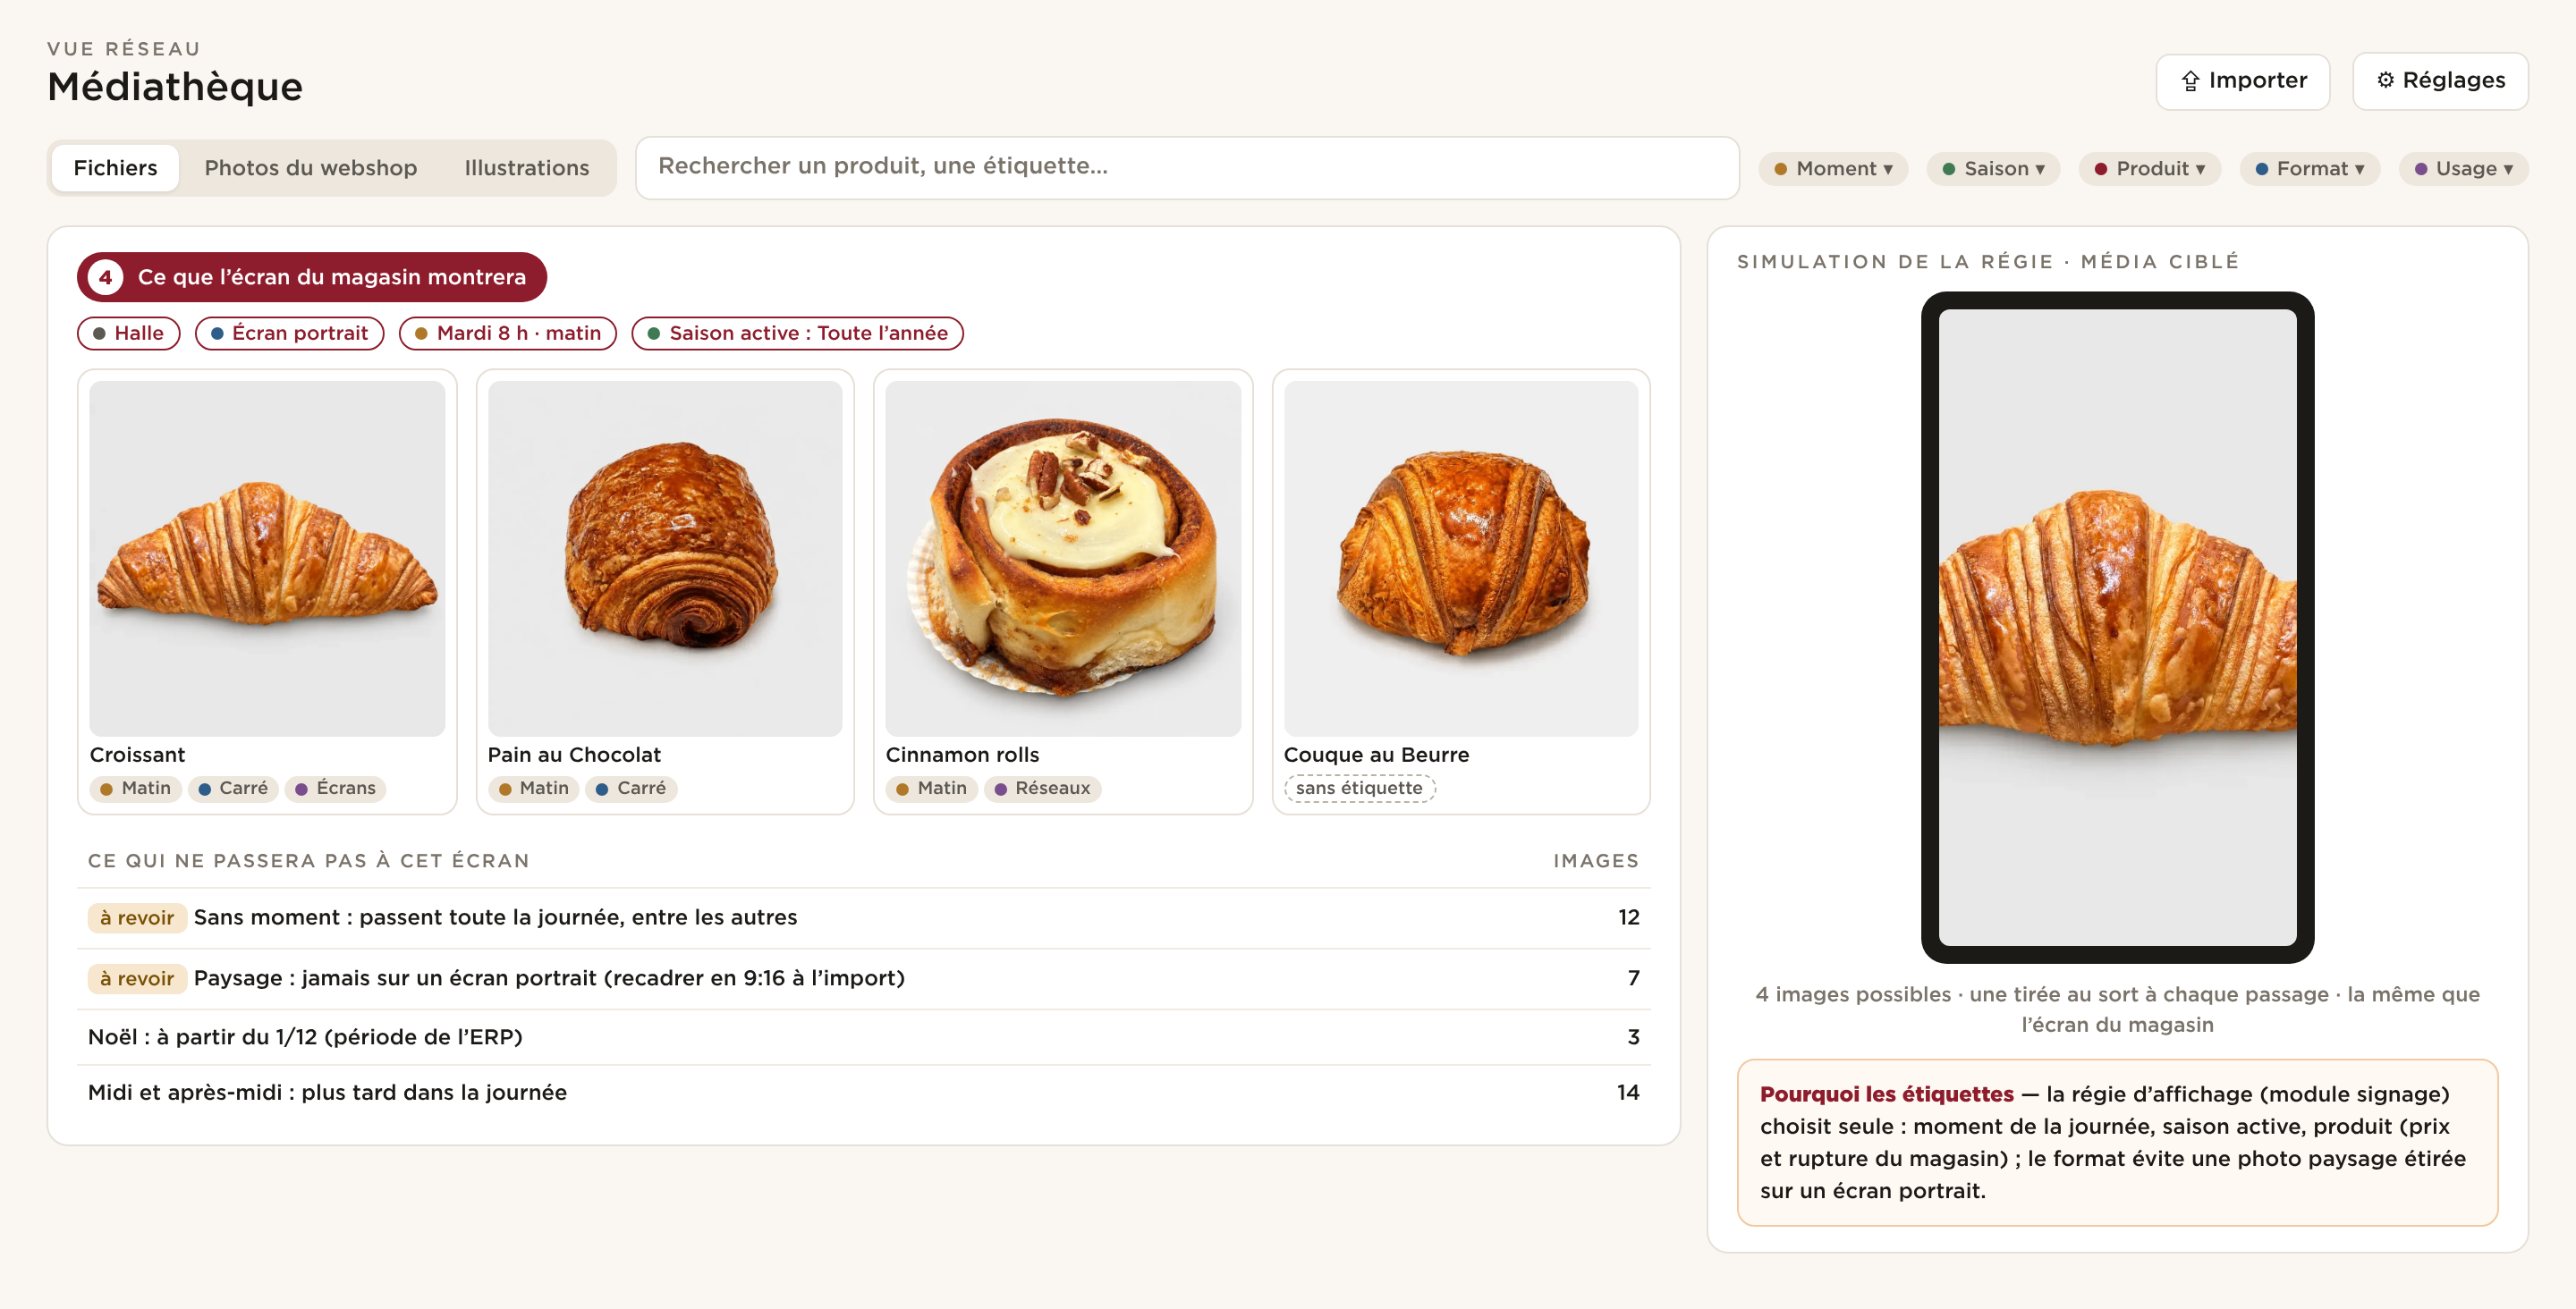 VUE RÉSEAU
Médiathèque
Importer
Réglages
Fichiers
Photos du webshop
Illustrations
Rechercher un produit, une étiquette...
Moment ▾
Saison ▾
Produit ▾
Format ▾
Usage ▾
4 Ce que l’écran du magasin montrera
Halle
Écran portrait
Mardi 8 h · matin
Saison active : Toute l’année
Croissant
Matin
Carré
Écrans
Pain au Chocolat
Matin
Carré
Cinnamon rolls
Matin
Réseaux
Couque au Beurre
sans étiquette
CE QUI NE PASSERA PAS À CET ÉCRAN
IMAGES
à revoir Sans moment : passent toute la journée, entre les autres
12
à revoir Paysage : jamais sur un écran portrait (recadrer en 9:16 à l’import)
7
Noël : à partir du 1/12 (période de l’ERP)
3
Midi et après-midi : plus tard dans la journée
14
SIMULATION DE LA RÉGIE · MÉDIA CIBLÉ
4 images possibles · une tirée au sort à chaque passage · la même que
l’écran du magasin
Pourquoi les étiquettes — la régie d’affichage (module signage)
choisit seule : moment de la journée, saison active, produit (prix
et rupture du magasin) ; le format évite une photo paysage étirée
sur un écran portrait.